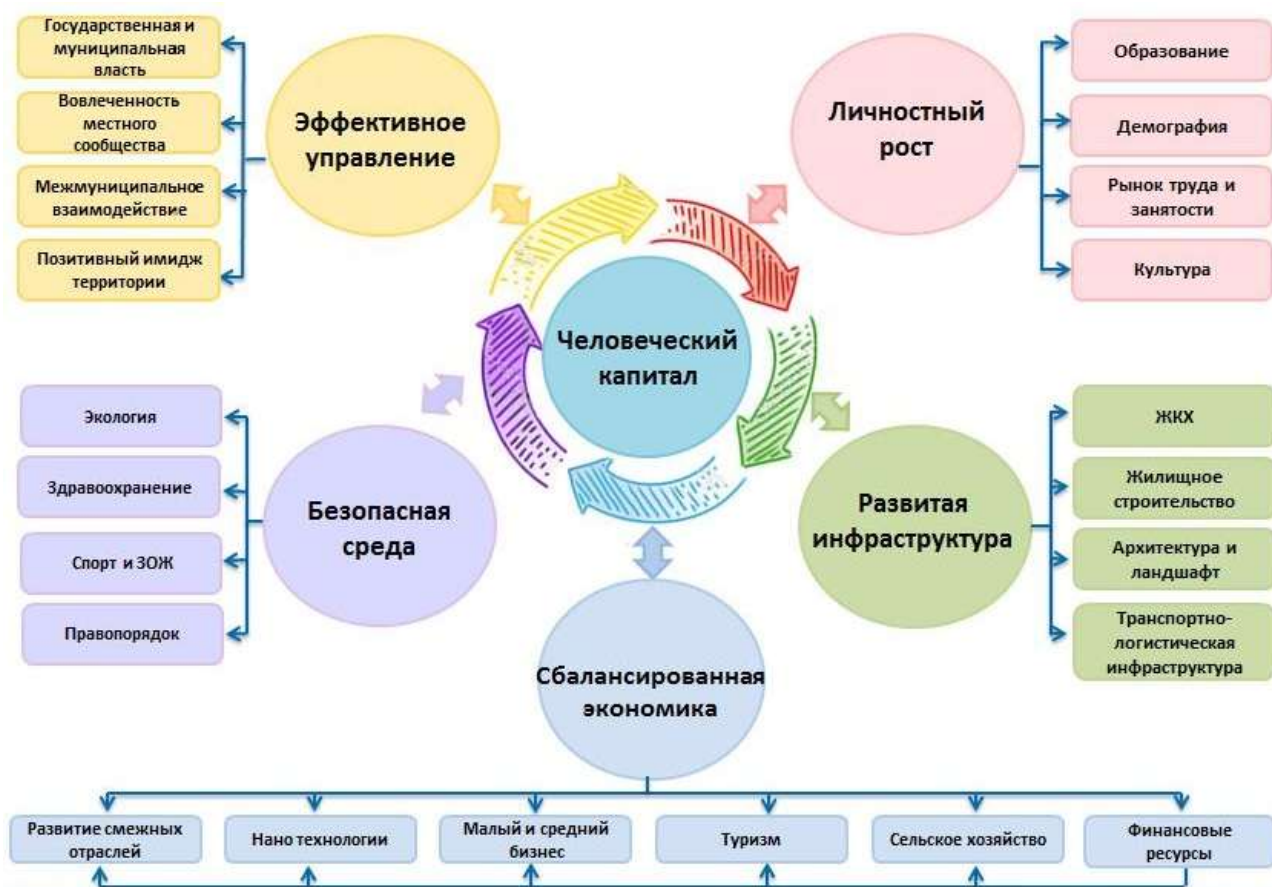 Государственная и
муниципальная
власть
Вовлеченность
местного
сообщества
Межмуниципальное
взаимодействие
Позитивный имидж
территории
Эффективное
управление
Личностный
рост
Образование
Демография
Рынок труда и
занятости
Культура
Человеческий
капитал
Экология
Здравоохранение
Спорт и ЗОЖ
Правопорядок
Безопасная
среда
Развитая
инфраструктура
ЖКХ
Жилищное
строительство
Архитектура и
ландшафт
Транспортно-
логистическая
инфраструктура
Сбалансированная
экономика
Развитие смежных
отраслей
Нано технологии
Малый и средний
бизнес
Туризм
Сельское хозяйство
Финансовые
ресурсы